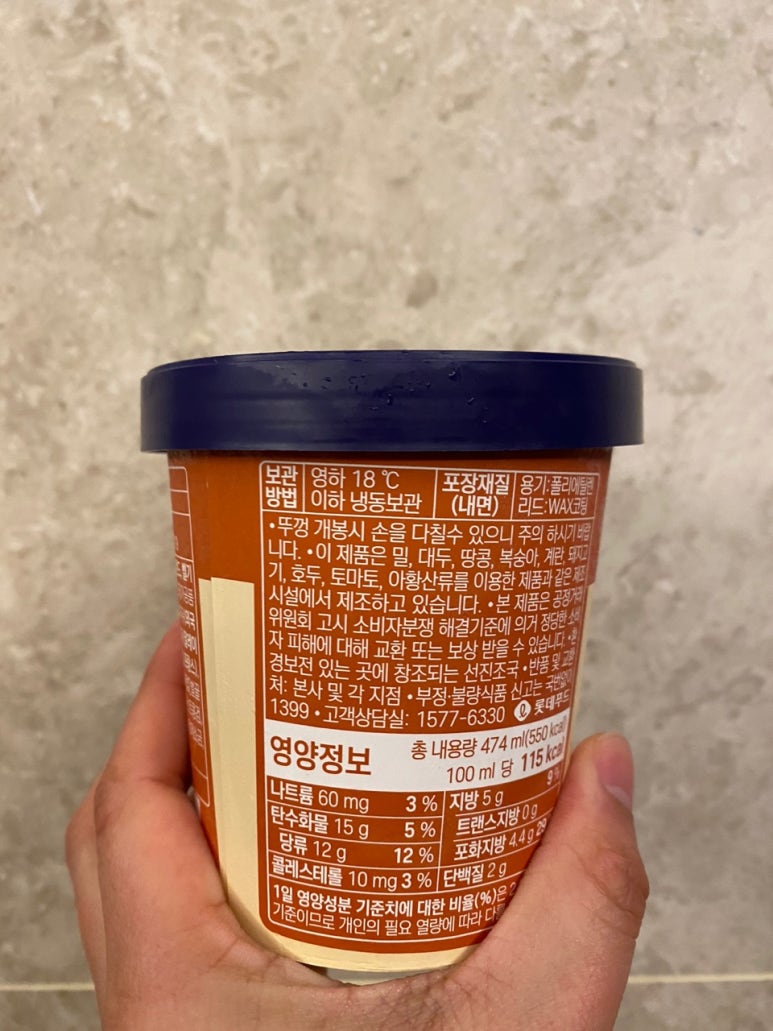 보관 방법
영하 18 ℃ 이하 냉동보관
포장재질 (내면)
용기:폴리에틸렌
리드:WAX코팅
•뚜껑 개봉시 손을 다칠수 있으니 주의 하시기 바랍
니다. •이 제품은 밀, 대두, 땅콩, 복숭아, 계란, 돼지고
기, 호두, 토마토, 아황산류를 이용한 제품과 같은 제조
시설에서 제조하고 있습니다. •본 제품은 공정거래
위원회 고시 소비자분쟁 해결기준에 의거 정당한 소비
자 피해에 대해 교환 또는 보상 받을 수 있습니다. •
경보전 있는 곳에 창조되는 선진조국 •반품 및 교환
처: 본사 및 각 지점 •부정·불량식품 신고는 국번없이
1399 •고객상담실: 1577-6330 롯데푸드
영양정보
총 내용량 474 ml(550 kcal)
100 ml 당 115 kcal
나트륨 60 mg 3 %
지방 5 g 9 %
탄수화물 15 g 5 %
트랜스지방 0 g
당류 12 g 12 %
포화지방 4.4 g
콜레스테롤 10 mg 3 %
단백질 2 g
1일 영양성분 기준치에 대한 비율(%)은
기준이므로 개인의 필요 열량에 따라